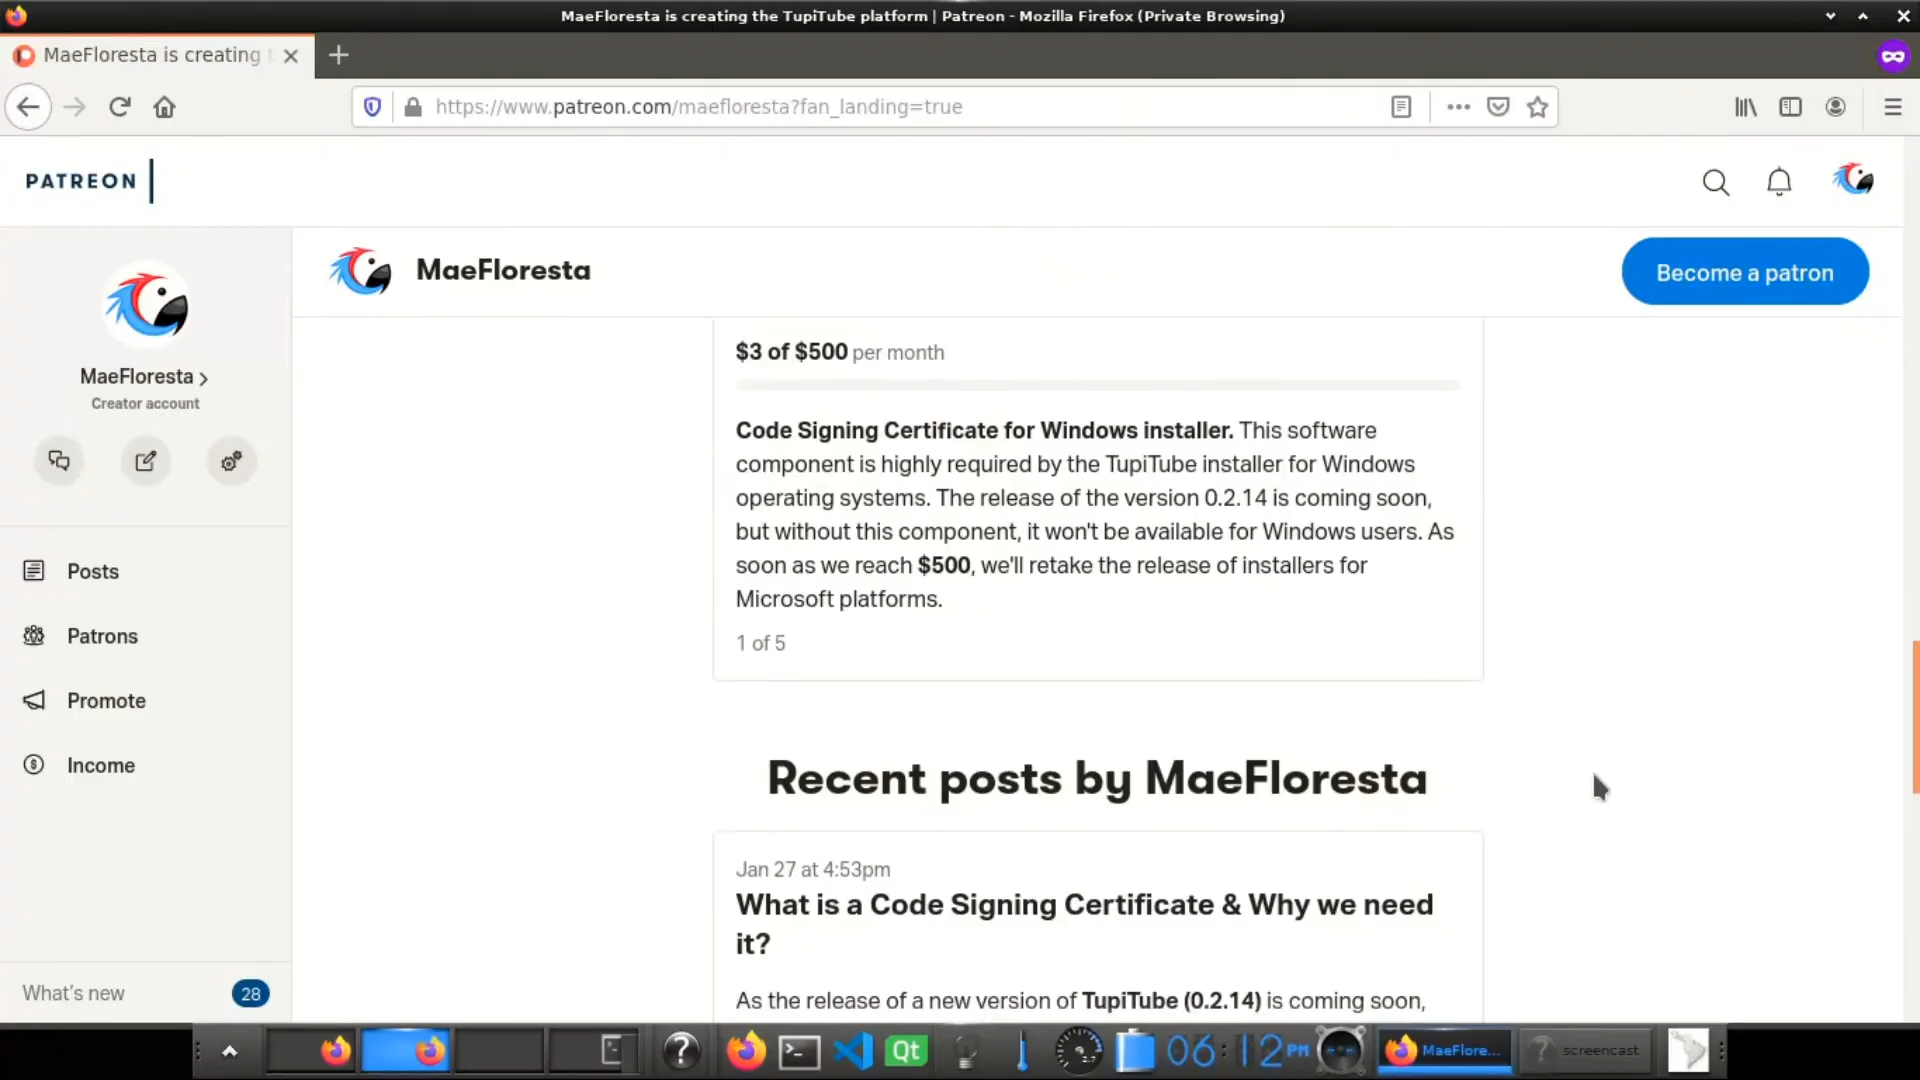 MaeFloresta is creating the TupiTube platform | Patreon - Mozilla Firefox (Private Browsing)
MaeFloresta is creating
https://www.patreon.com/maefloresta?fan_landing=true
PATREON
MaeFloresta
Become a patron
MaeFloresta
Creator account
Posts
Patrons
Promote
Income
What's new
28
$3 of $500 per month
Code Signing Certificate for Windows installer. This software
component is highly required by the TupiTube installer for Windows
operating systems. The release of the version 0.2.14 is coming soon,
but without this component, it won't be available for Windows users. As
soon as we reach $500, we'll retake the release of installers for
Microsoft platforms.
1 of 5
Recent posts by MaeFloresta
Jan 27 at 4:53pm
What is a Code Signing Certificate & Why we need
it?
As the release of a new version of TupiTube (0.2.14) is coming soon,
Qt
06:12 PM
MaeFlore...
screencast